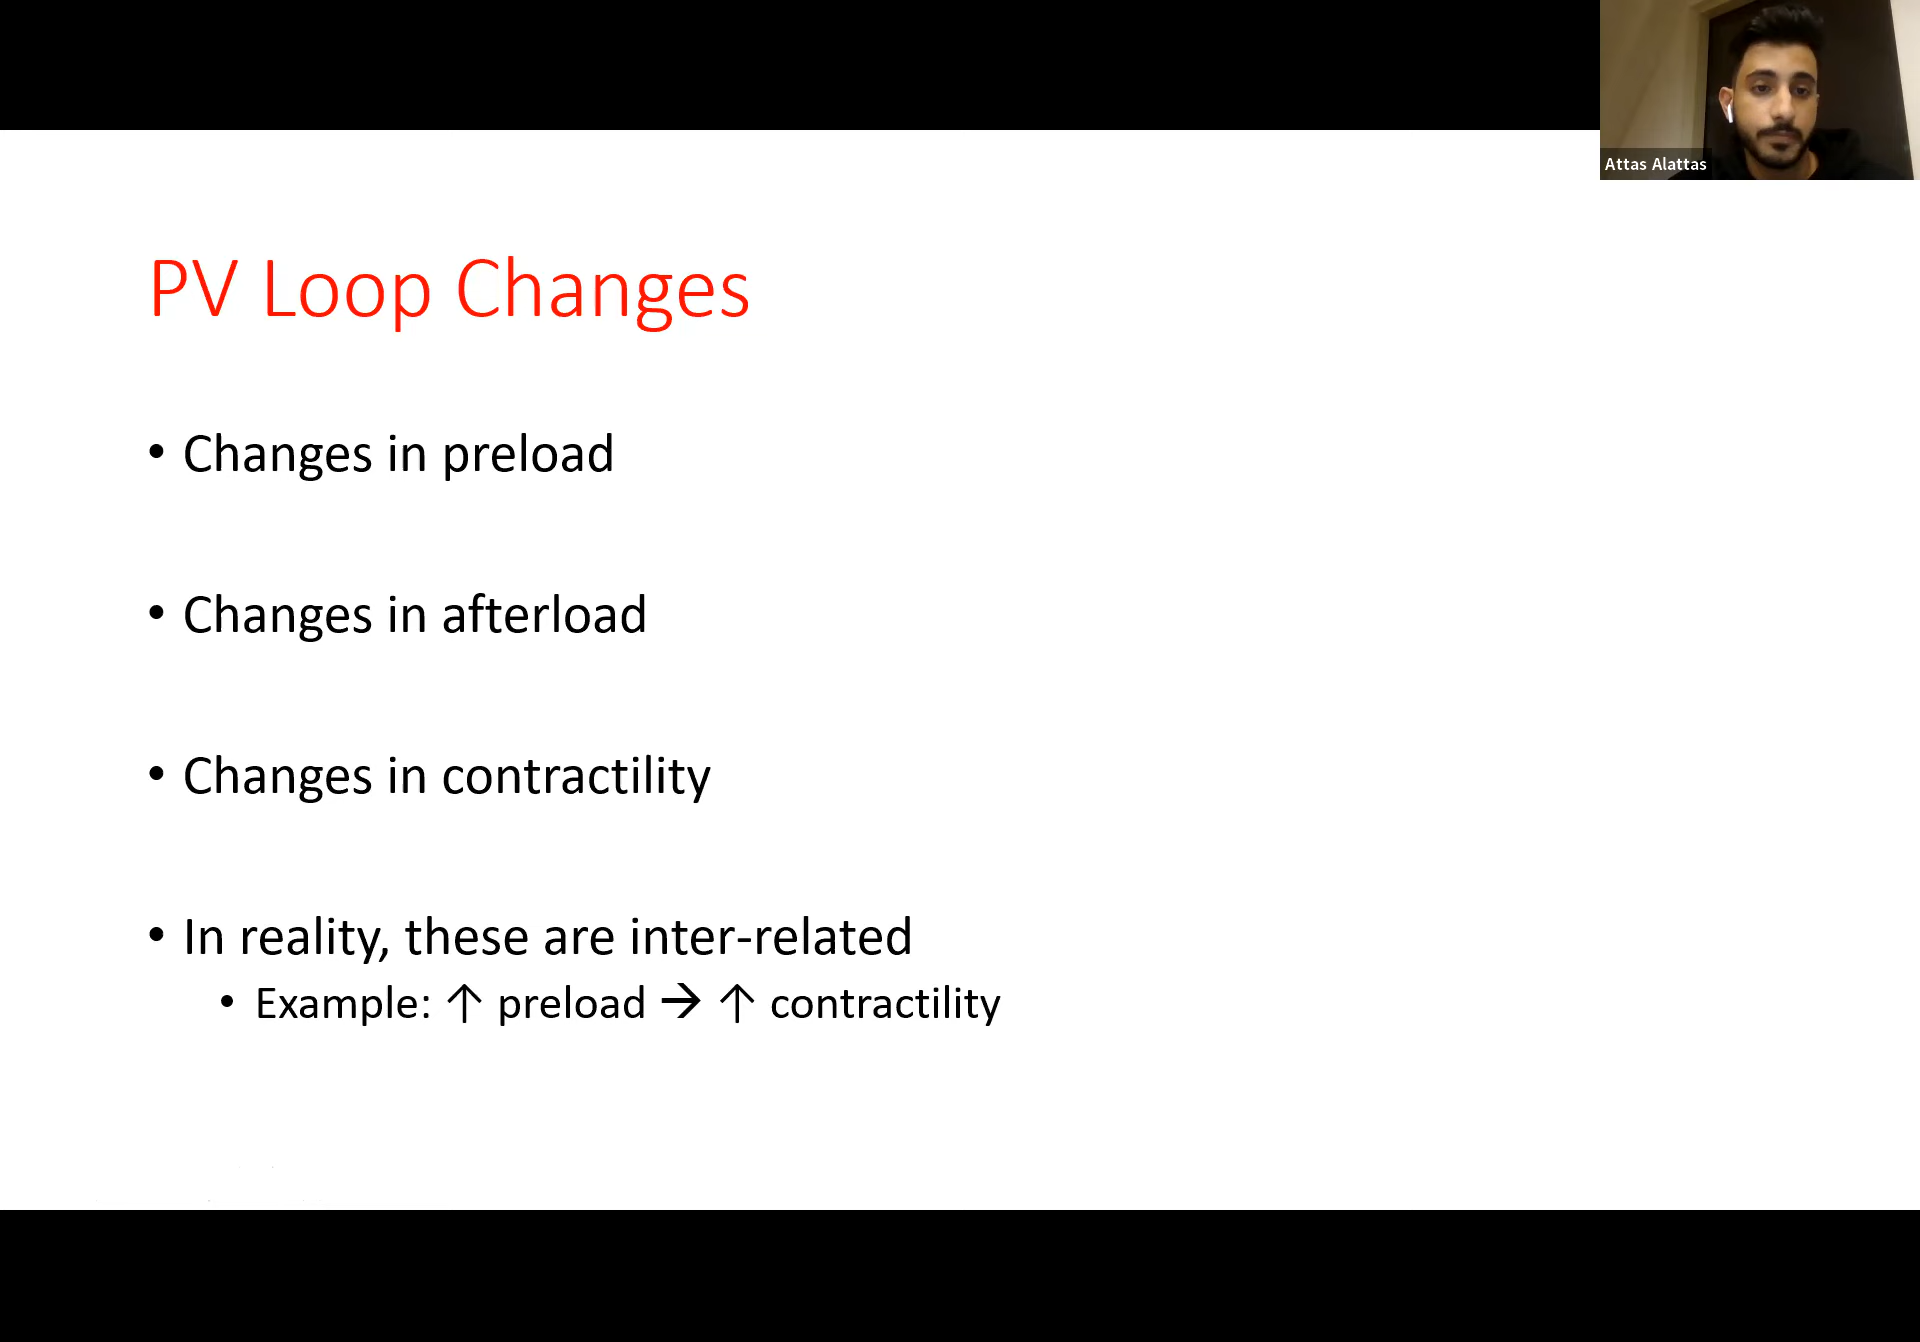 Attas Alattas
PV Loop Changes
• Changes in preload
• Changes in afterload
• Changes in contractility
• In reality, these are inter-related
• Example: ↑ preload → ↑ contractility